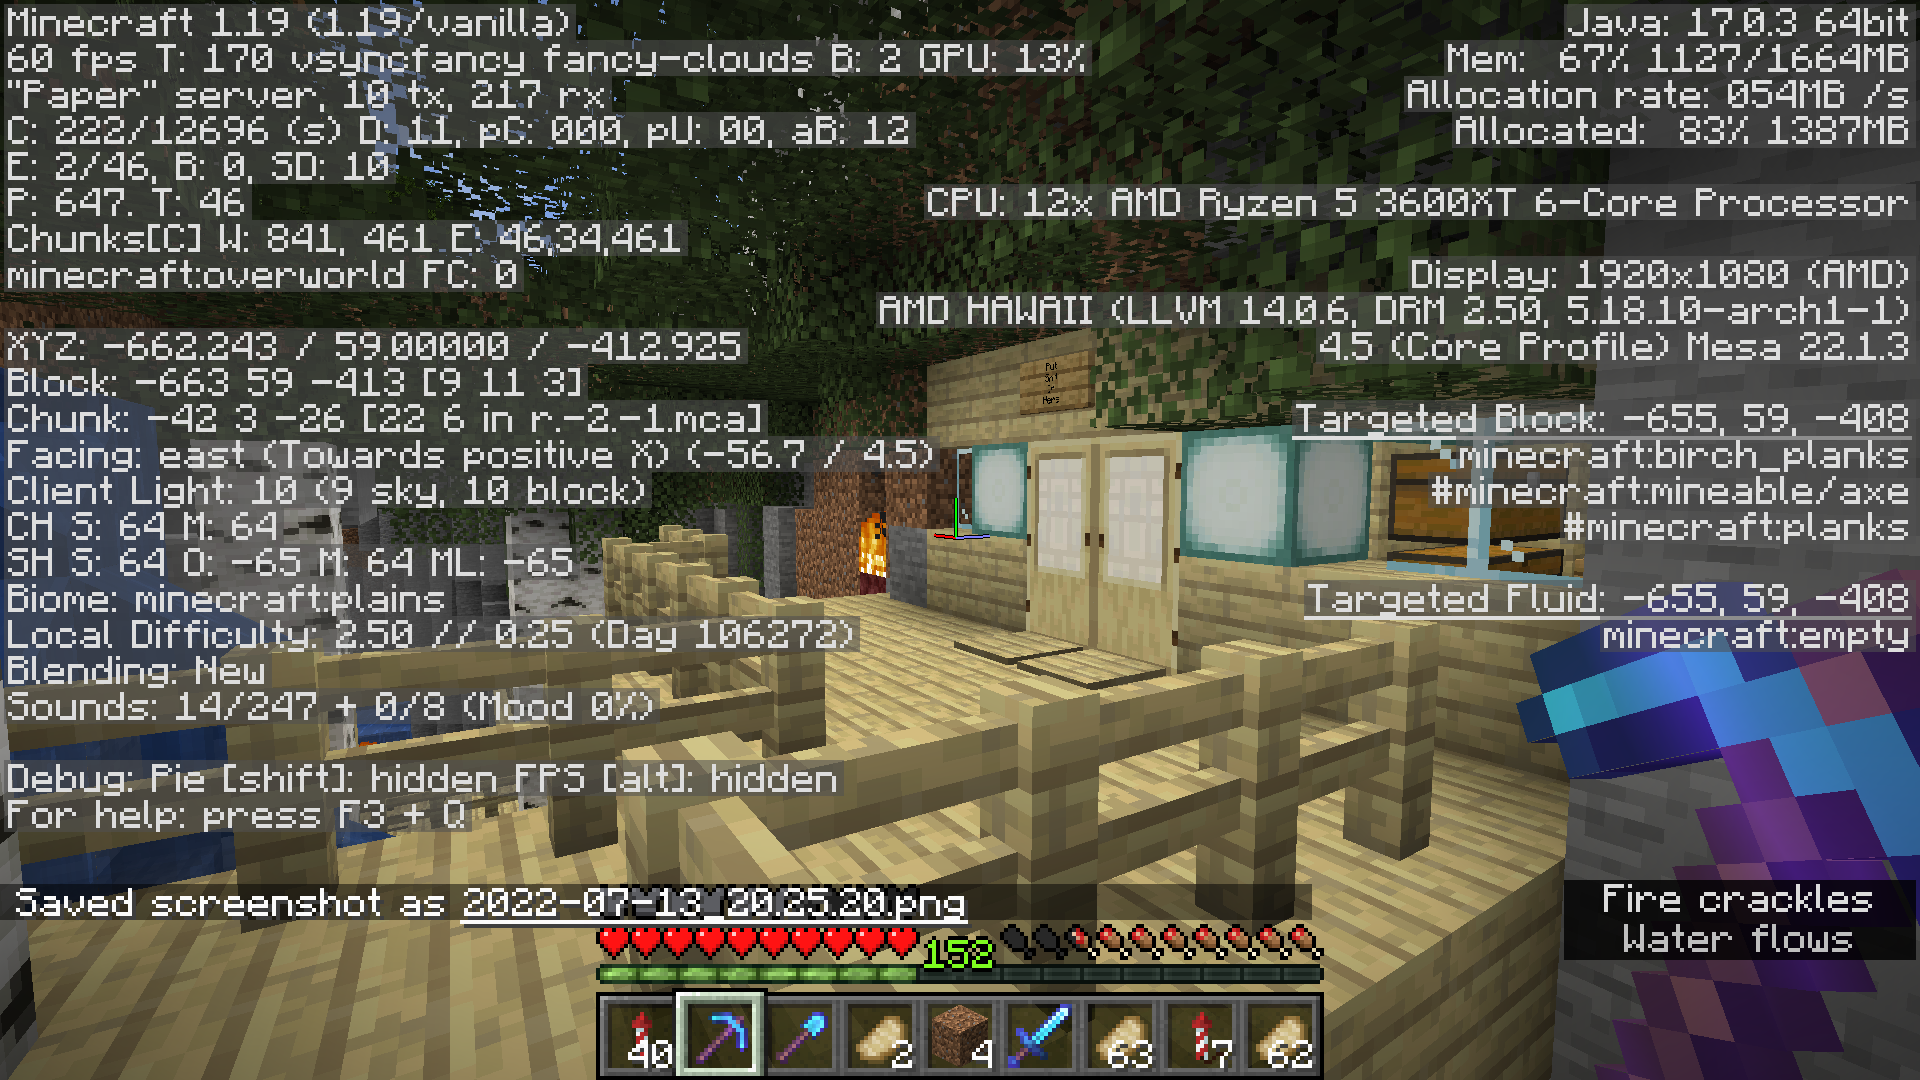 Minecraft 1.19 (1.19/vanilla)
60 fps T: 170 vsyncfancy fancy-clouds B: 2 GPU: 13%
"Paper" server, 10 tx, 217 rx
C: 222/12696 (s) D: 11, pC: 000, pU: 00, aB: 12
E: 2/46, B: 0, SD: 10
P: 647. T: 46
Chunks[C] W: 841, 461 E: 46,34,461
minecraft:overworld FC: 0
XYZ: -662.243 / 59.00000 / -412.925
Block: -663 59 -413 [9 11 3]
Chunk: -42 3 -26 [22 6 in r.-2.-1.mca]
Facing: east (Towards positive X) (-56.7 / 4.5)
Client Light: 10 (9 sky, 10 block)
CH S: 64 M: 64
SH S: 64 O: -65 M: 64 ML: -65
Biome: minecraft:plains
Local Difficulty: 2.50 // 0.25 (Day 106272)
Blending: New
Sounds: 14/247 + 0/8 (Mood 0%)
Debug: Pie [shift]: hidden FPS [alt]: hidden
For help: press F3 + Q
Java: 17.0.3 64bit
Mem: 67% 1127/1664MB
Allocation rate: 054MB /s
Allocated: 83% 1387MB
CPU: 12x AMD Ryzen 5 3600XT 6-Core Processor
Display: 1920x1080 (AMD)
AMD HAWAII (LLVM 14.0.6, DRM 2.50, 5.18.10-arch1-1)
4.5 (Core Profile) Mesa 22.1.3
Targeted Block: -655, 59, -408
minecraft:birch_planks
#minecraft:mineable/axe
#minecraft:planks
Targeted Fluid: -655, 59, -408
minecraft:empty
Put
Here
Saved screenshot as 2022-07-13_20.25.20.png
Fire crackles
Water flows
152
40
2
4
63
7
62